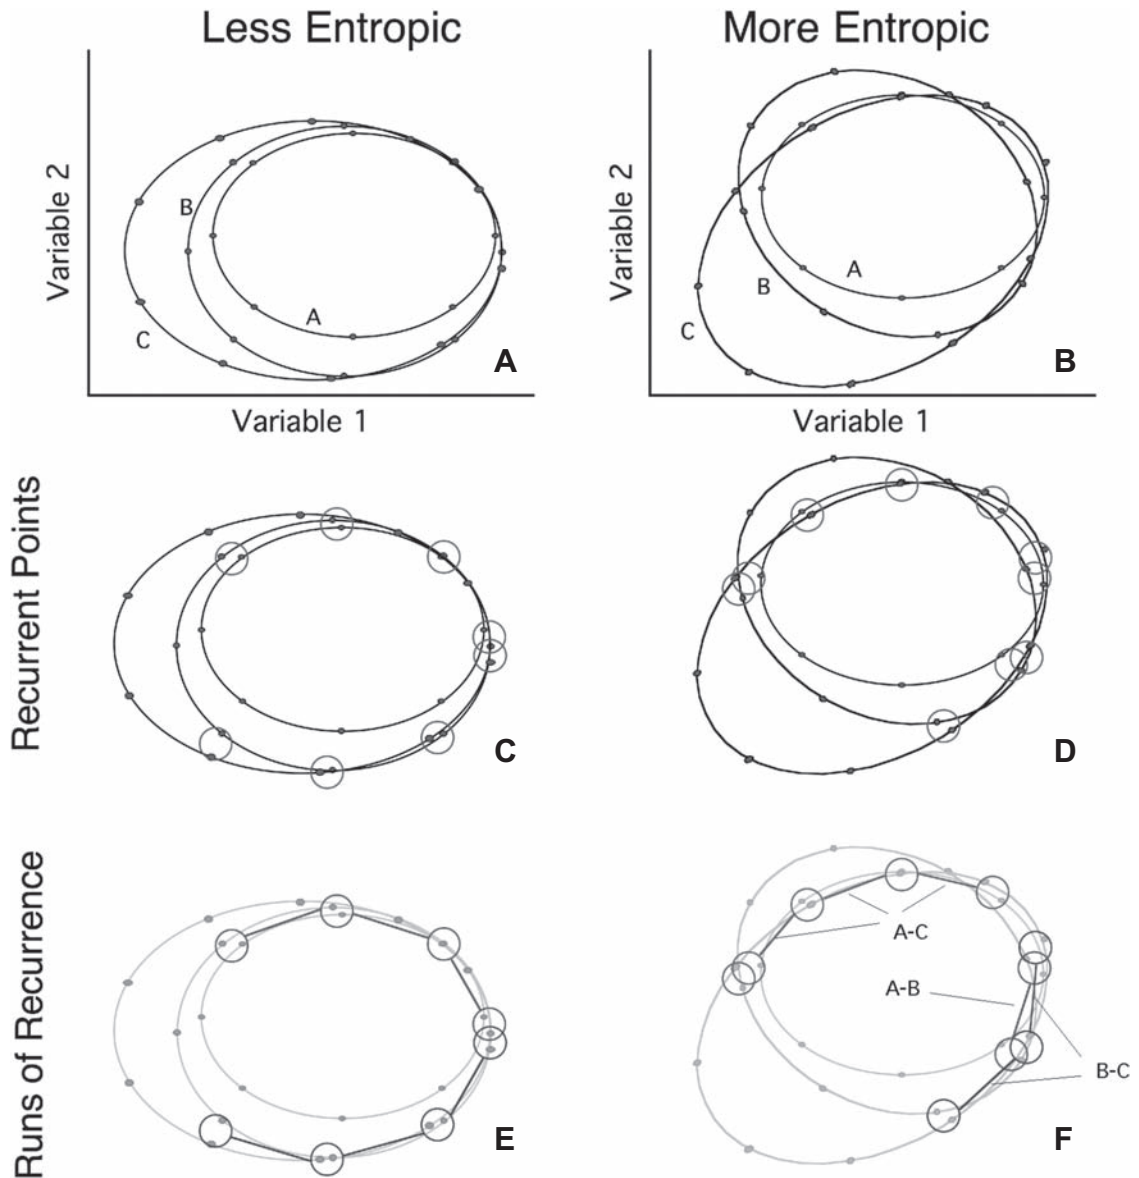 Less Entropic
More Entropic
Variable 2
B
A
C
A
Variable 1
Variable 2
A
B
C
B
Variable 1
Recurrent Points
C
D
Runs of Recurrence
E
A-C
A-B
B-C
F